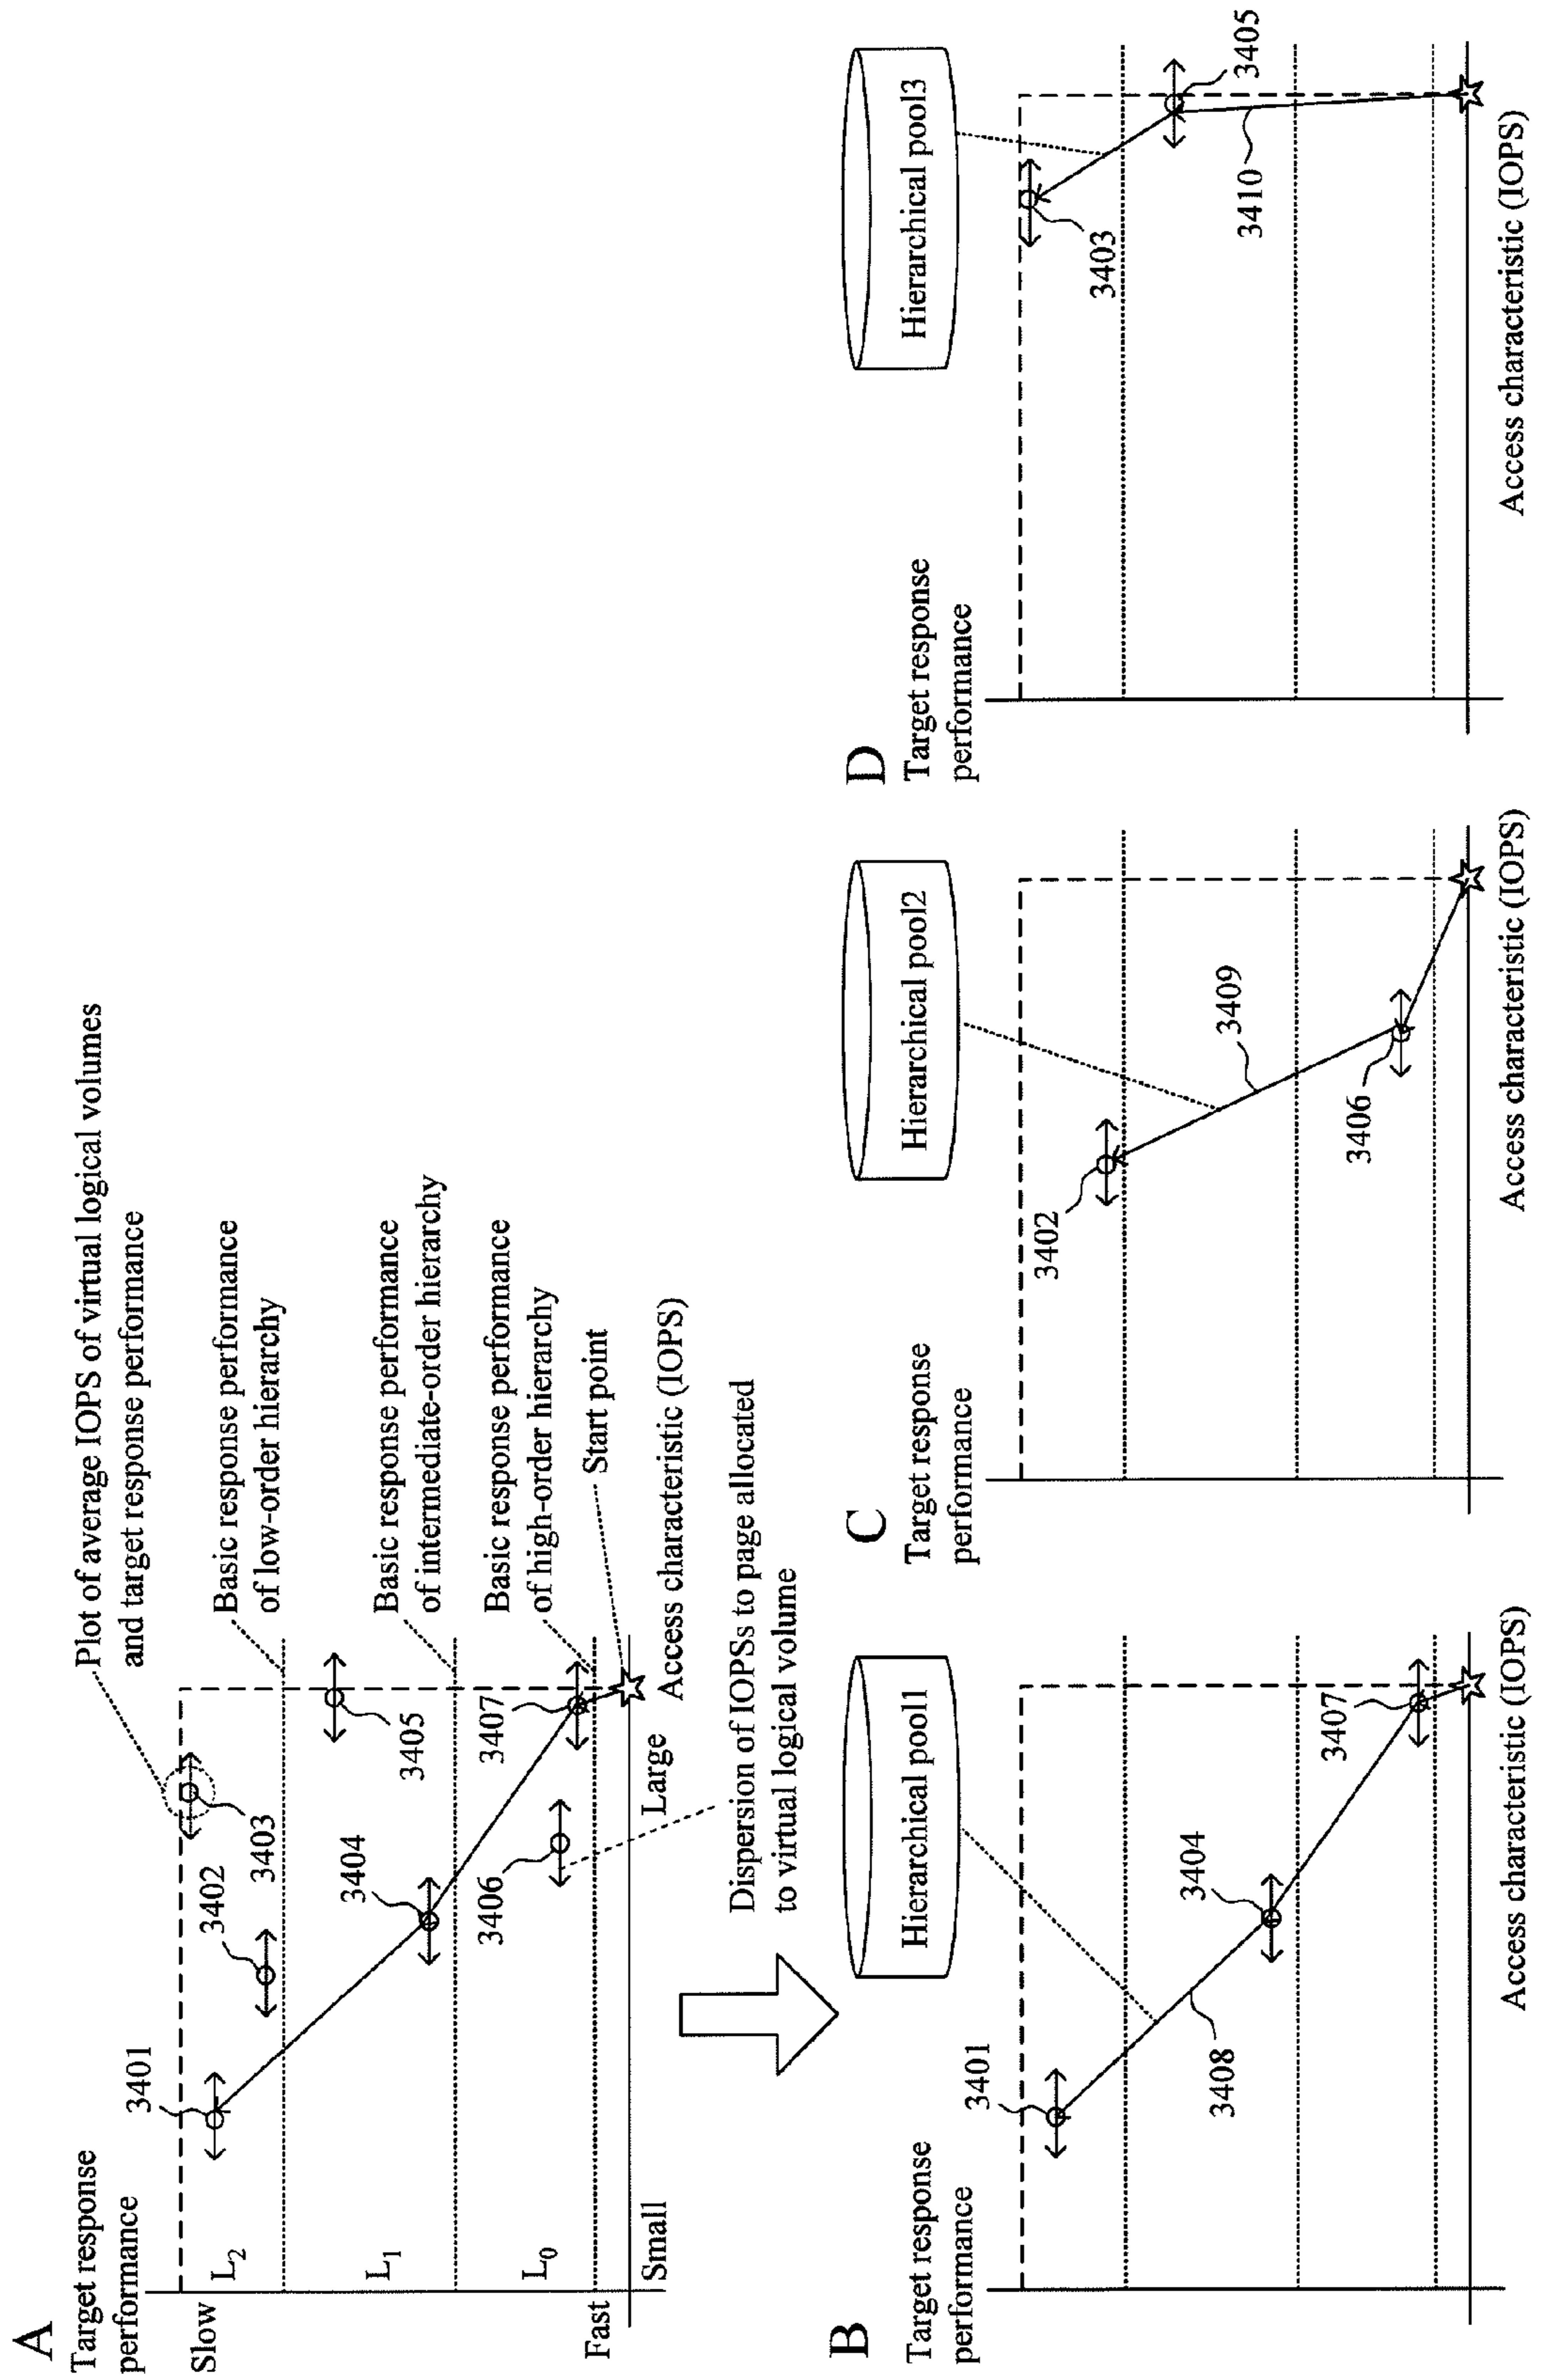 A
Target response
performance
Slow
L2
L1
L0
Fast
Small
Large
Access characteristic (IOPS)
Plot of average IOPS of virtual logical volumes
and target response performance
Basic response performance
of low-order hierarchy
Basic response performance
of intermediate-order hierarchy
Basic response performance
of high-order hierarchy
Start point
3401
3402
3403
3404
3405
3406
3407
Dispersion of IOPSs to page allocated
to virtual logical volume
B
Target response
performance
Hierarchical pool1
3401
3404
3407
3408
Access characteristic (IOPS)
C
Target response
performance
Hierarchical pool2
3402
3409
3406
Access characteristic (IOPS)
D
Target response
performance
Hierarchical pool3
3403
3405
3410
Access characteristic (IOPS)